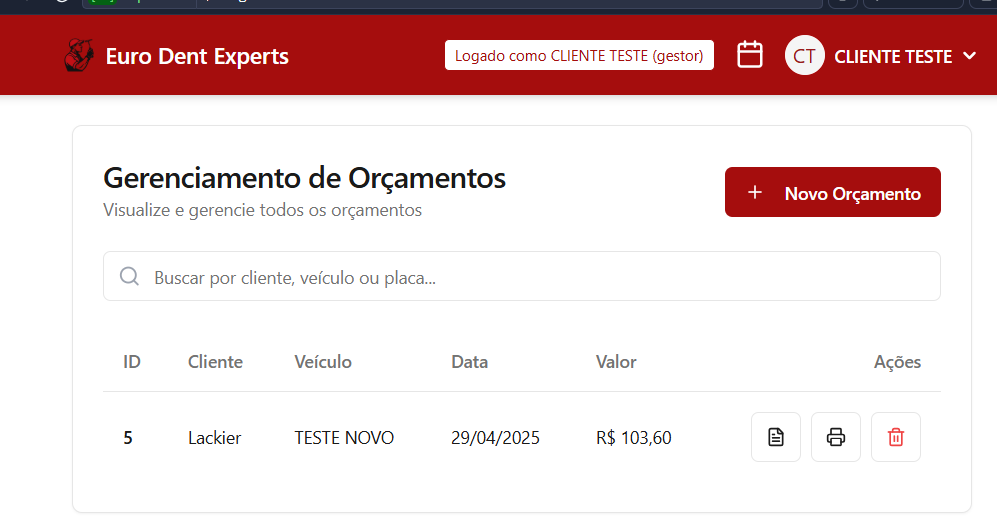 Euro Dent Experts
Logado como CLIENTE TESTE (gestor)
CT
CLIENTE TESTE
Gerenciamento de Orçamentos
Visualize e gerencie todos os orçamentos
+ Novo Orçamento
Buscar por cliente, veículo ou placa...
ID Cliente Veículo Data Valor Ações
5 Lackier TESTE NOVO 29/04/2025 R$ 103,60